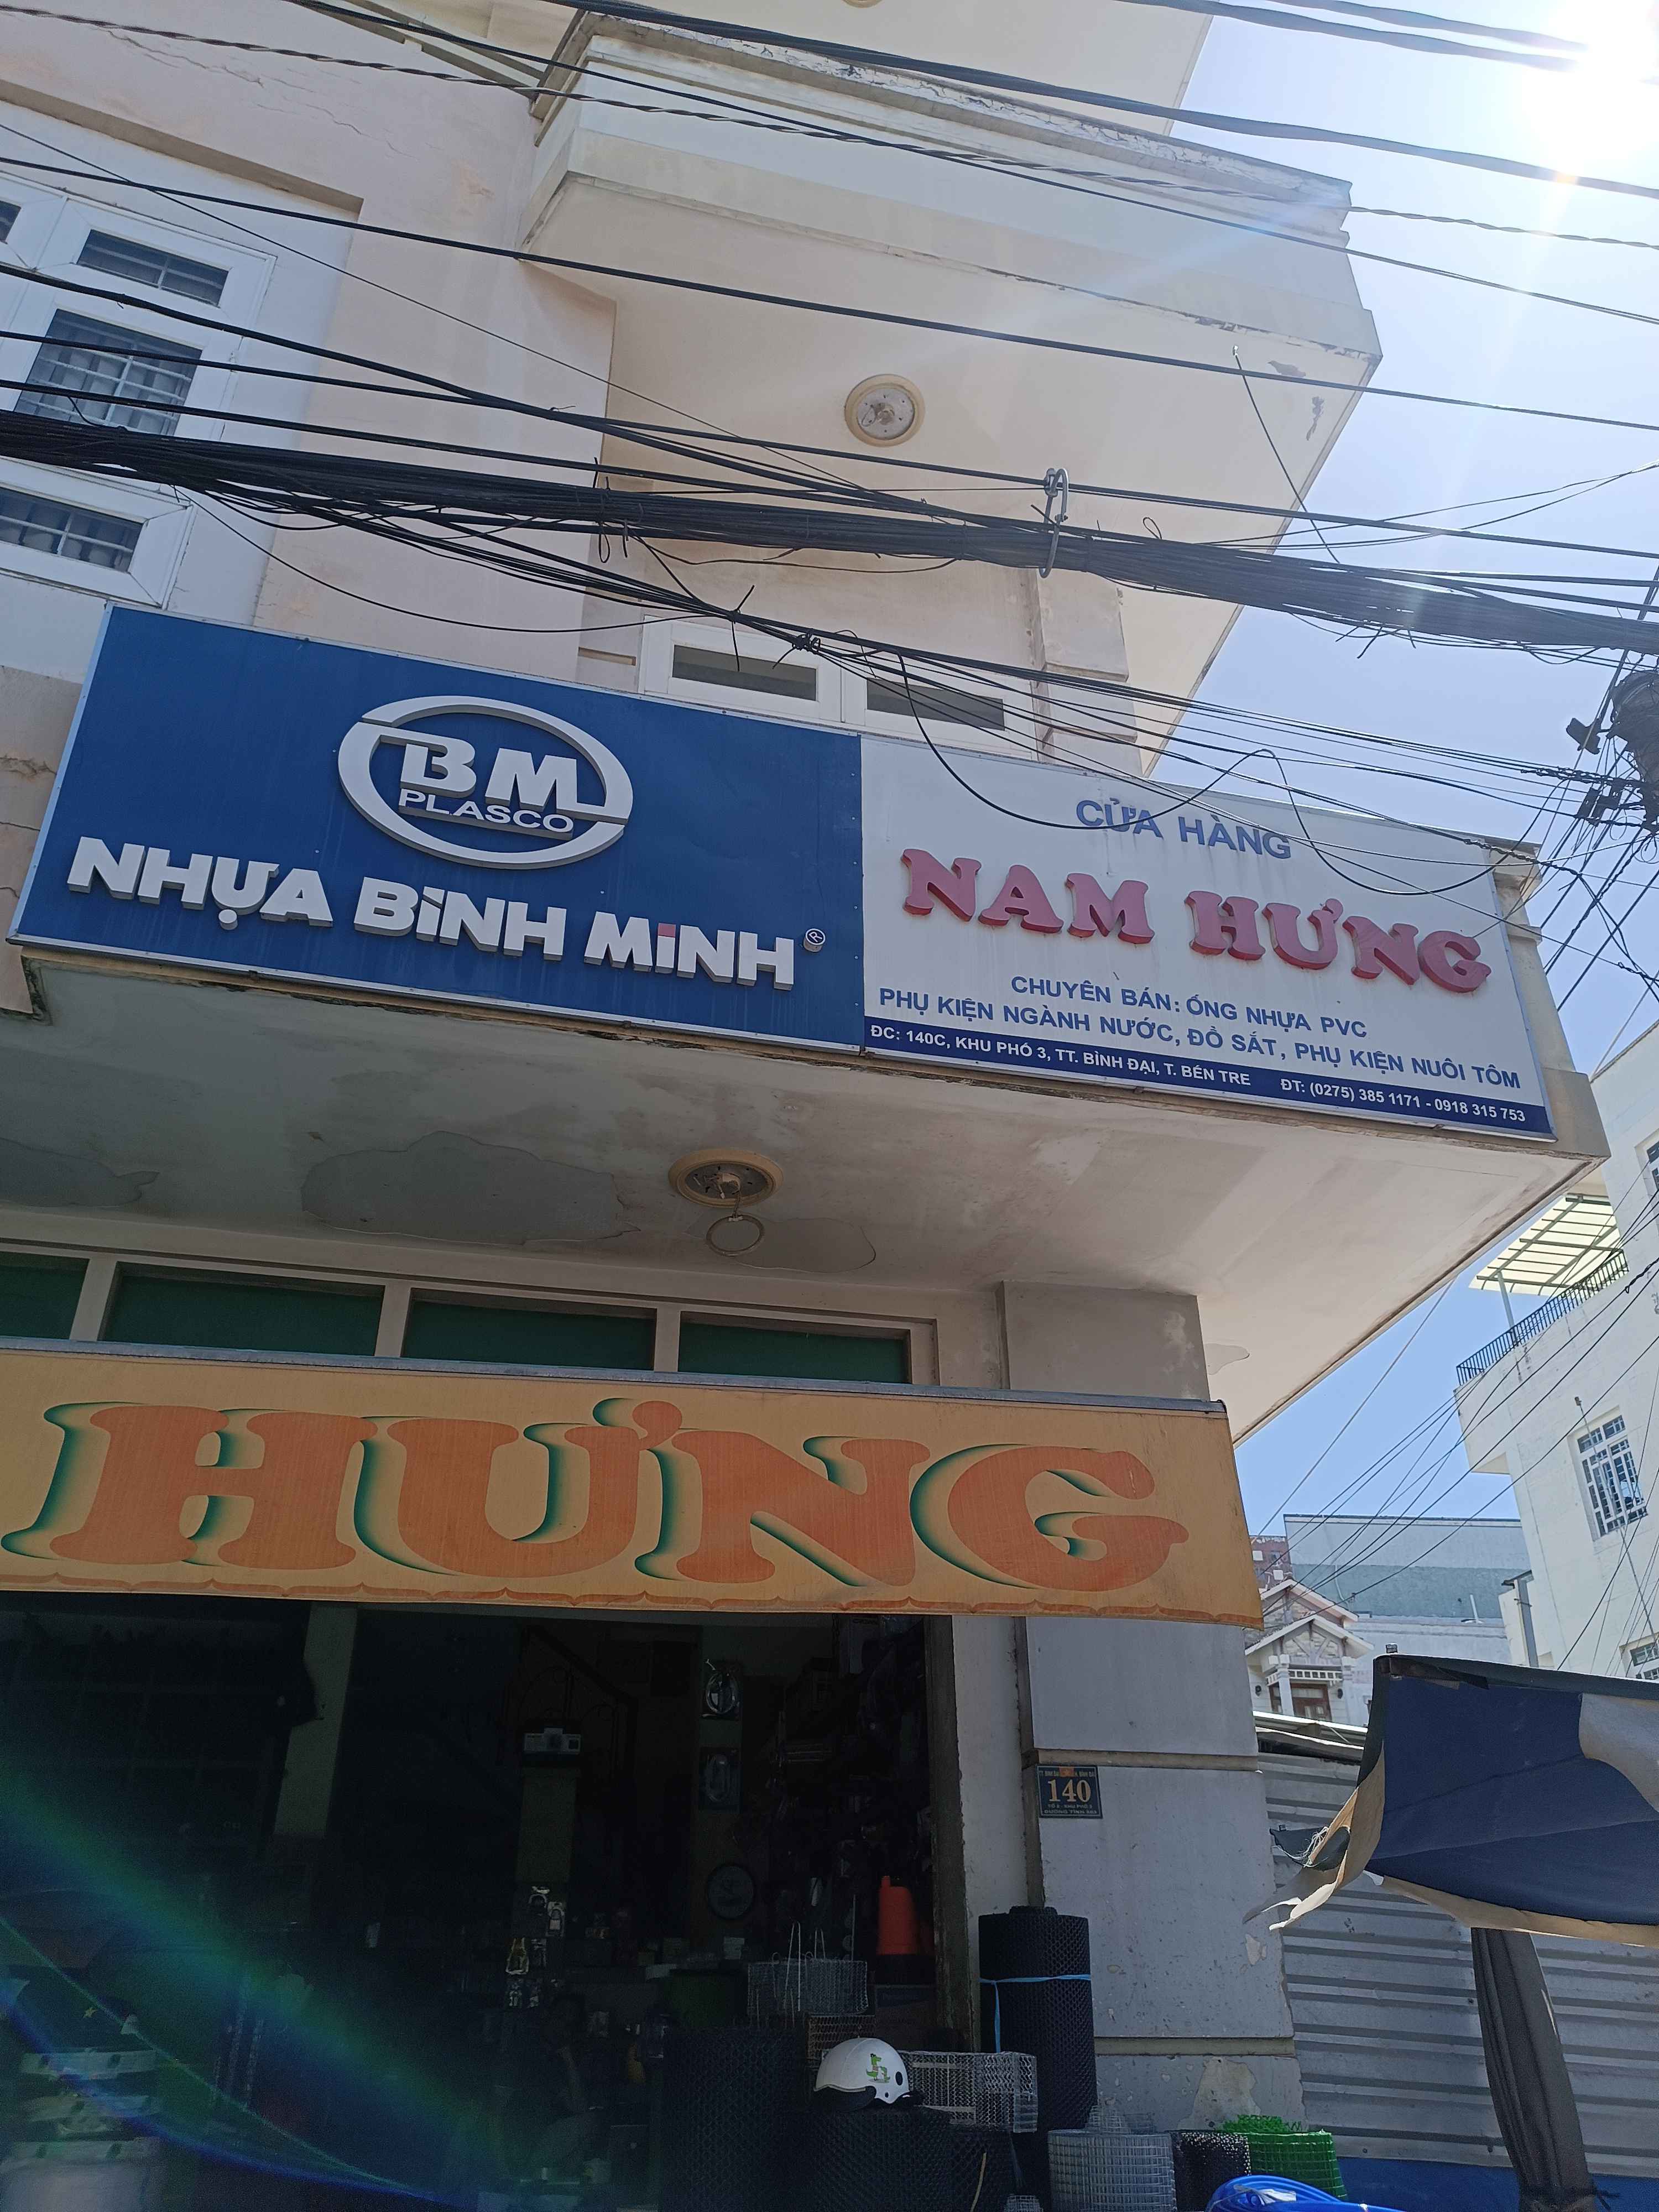 BM
PLASCO
NHỰA BÌNH MINH ®
CỬA HÀNG
NAM HƯNG
CHUYÊN BÁN: ỐNG NHỰA PVC
PHỤ KIỆN NGÀNH NƯỚC, ĐỒ SẮT, PHỤ KIỆN NUÔI TÔM
ĐC: 140C, KHU PHỐ 3, TT. BÌNH ĐẠI, T. BẾN TRE ĐT: (0275) 385 1171 - 0918 315 753
HƯNG
140